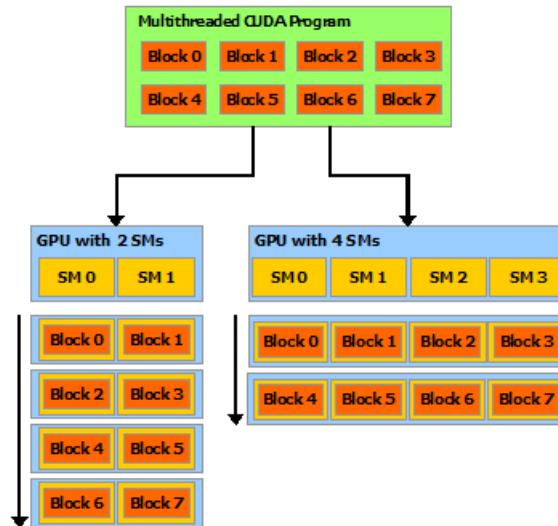 Multithreaded CUDA Program
Block 0 Block 1 Block 2 Block 3
Block 4 Block 5 Block 6 Block 7
GPU with 2 SMs
SM 0 SM 1
Block 0 Block 1
Block 2 Block 3
Block 4 Block 5
Block 6 Block 7
GPU with 4 SMs
SM 0 SM 1 SM 2 SM 3
Block 0 Block 1 Block 2 Block 3
Block 4 Block 5 Block 6 Block 7